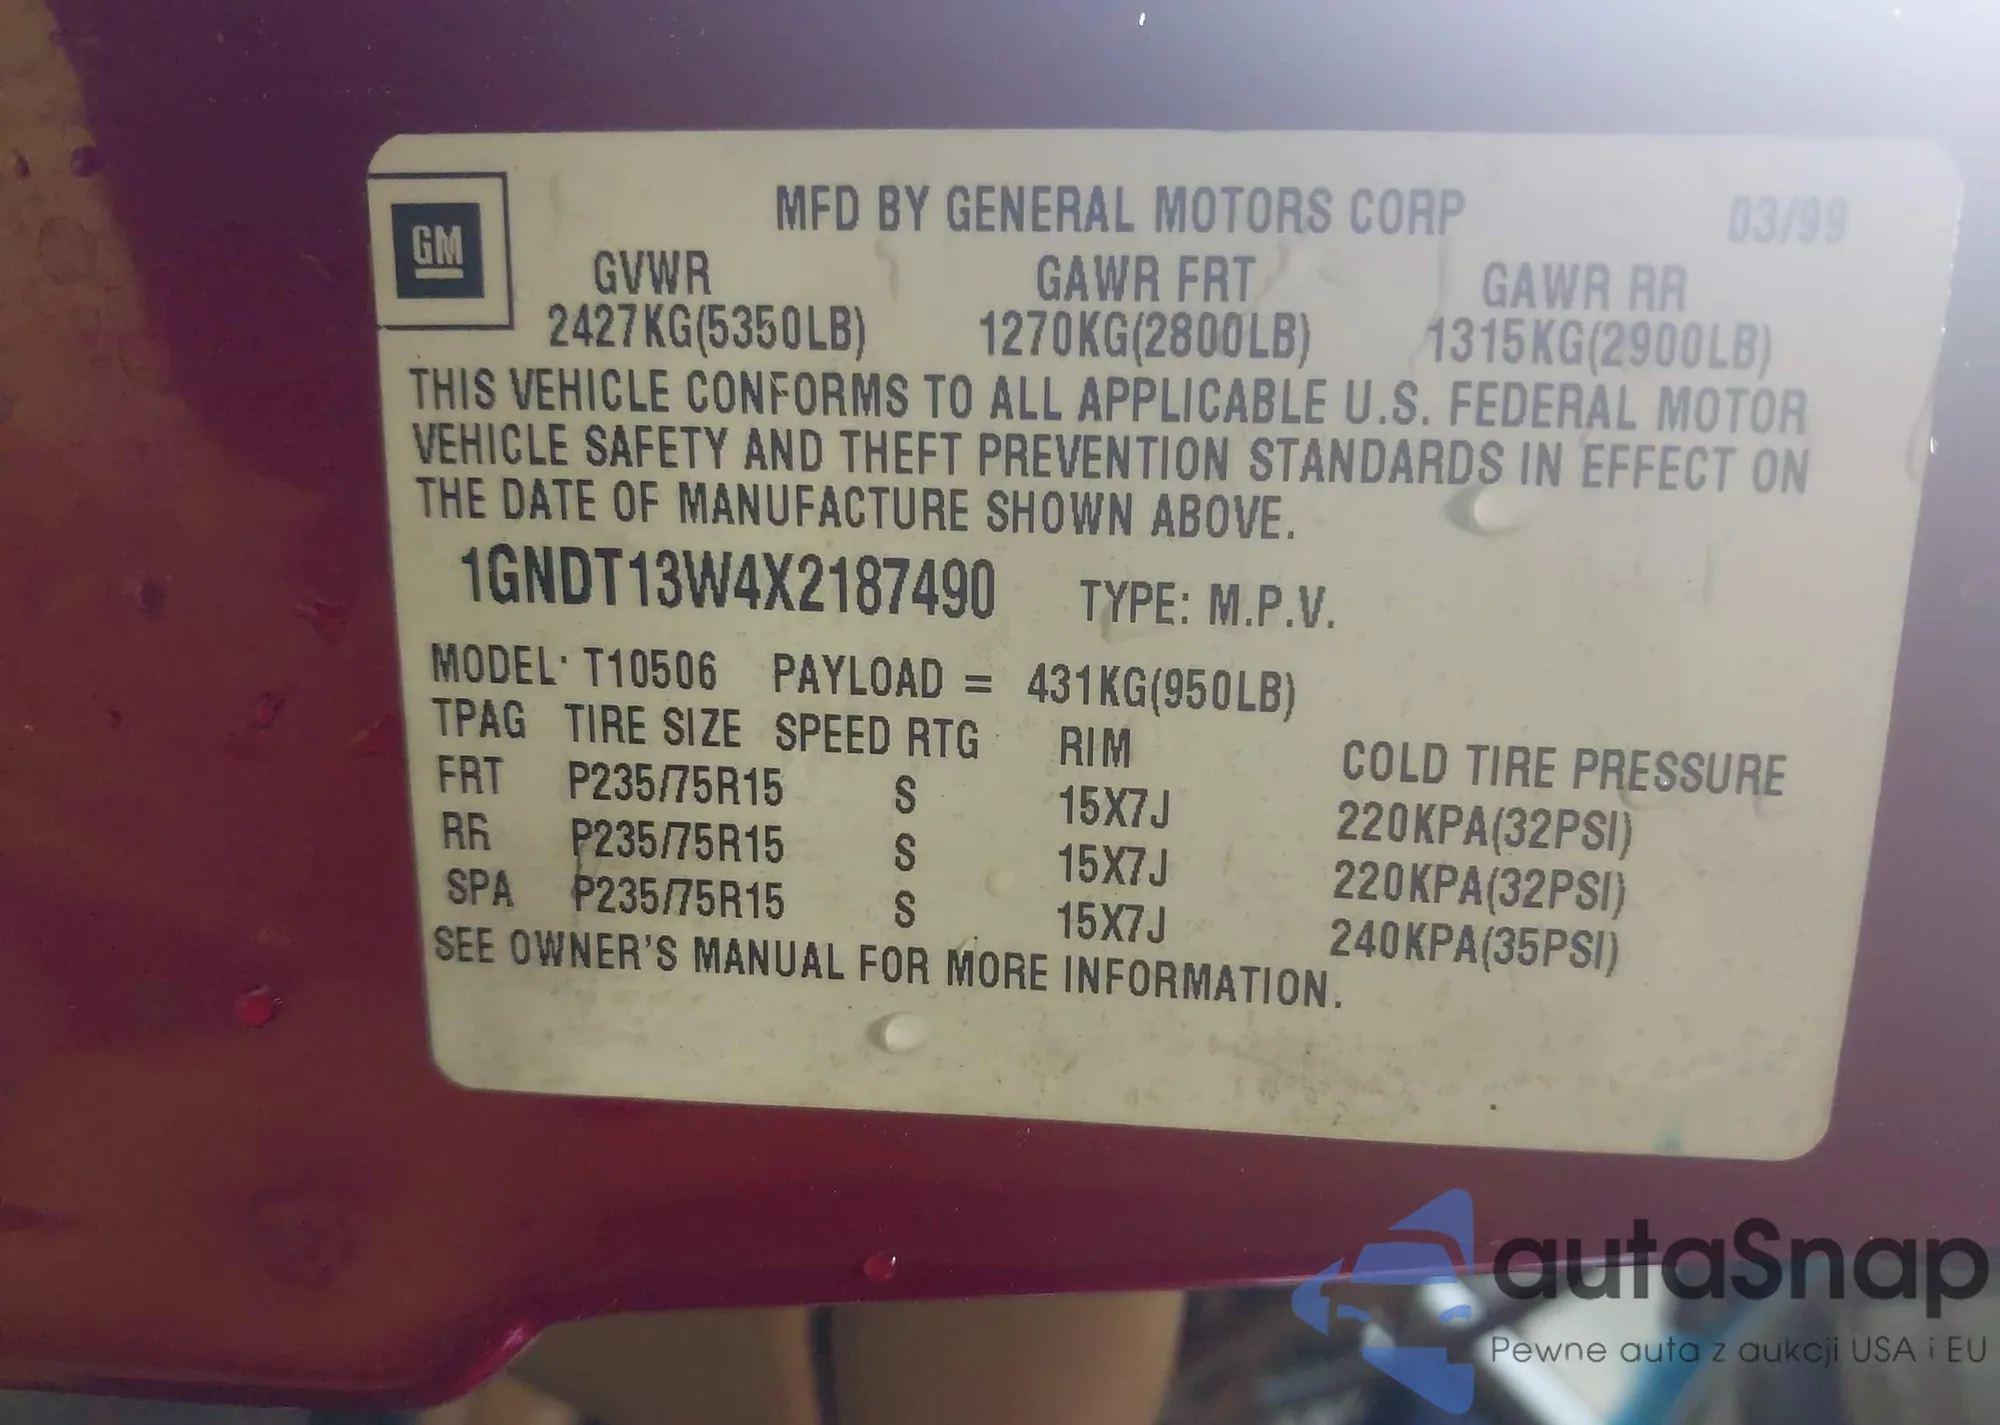 MFD BY GENERAL MOTORS CORP 03/99
GM
GVWR GAWR FRT GAWR RR
2427KG(5350LB) 1270KG(2800LB) 1315KG(2900LB)
THIS VEHICLE CONFORMS TO ALL APPLICABLE U.S. FEDERAL MOTOR
VEHICLE SAFETY AND THEFT PREVENTION STANDARDS IN EFFECT ON
THE DATE OF MANUFACTURE SHOWN ABOVE.
1GNDT13W4X2187490 TYPE: M.P.V.
MODEL: T10506 PAYLOAD = 431KG(950LB)
TPAG TIRE SIZE SPEED RTG RIM COLD TIRE PRESSURE
FRT P235/75R15 S 15X7J 220KPA(32PSI)
RR P235/75R15 S 15X7J 220KPA(32PSI)
SPA P235/75R15 S 15X7J 240KPA(35PSI)
SEE OWNER'S MANUAL FOR MORE INFORMATION.
autaSnap
Pewne auta z aukcji USA i EU